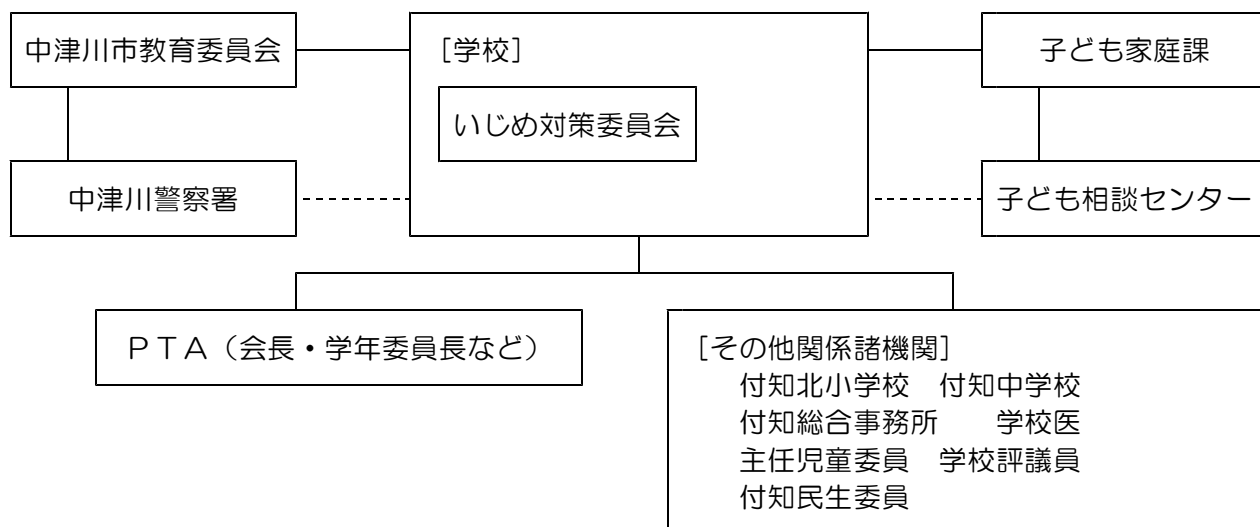 中津川市教育委員会
[学校]
子ども家庭課
いじめ対策委員会
中津川警察署
子ども相談センター
ＰＴＡ（会長・学年委員長など）
[その他関係諸機関]
付知北小学校　付知中学校
付知総合事務所　　学校医
主任児童委員　学校評議員
付知民生委員